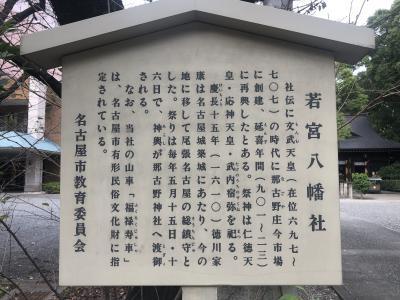 若宮八幡社
社伝に文武天皇(在位六九七~
七〇七)の時代に那古野庄今市場
に創建、延喜年間(九〇一~二三)
に再興したとある。祭神は仁徳天
皇・応神天皇・武内宿弥を祀る。
慶長十五年(一六一〇)徳川家
康は名古屋城築城にあたり、今の
地に移して尾張名古屋の総鎮守と
した。祭りは毎年五月十五日・十
六日で、神輿が那古野神社へ渡御
される。
なお、当社の山車「福禄寿車」
は、名古屋市有形民俗文化財に指
定されている。
名古屋市教育委員会